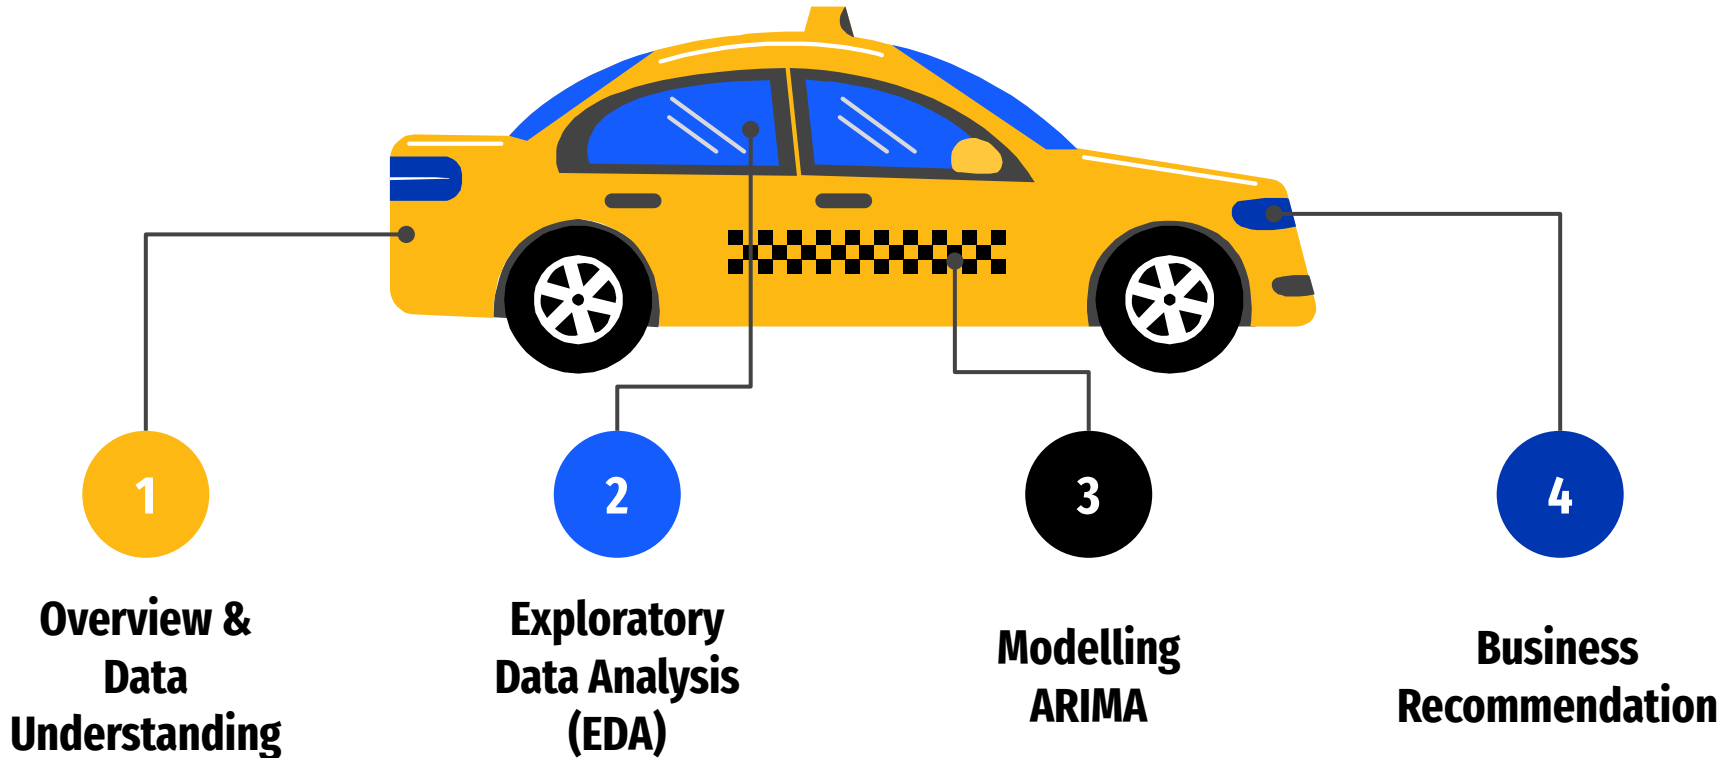 1
Overview &
Data
Understanding
2
Exploratory
Data Analysis
(EDA)
3
Modelling
ARIMA
4
Business
Recommendation